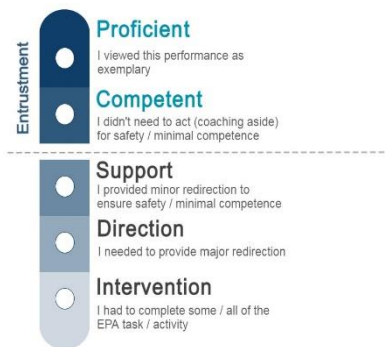 Entrustment
Proficient
I viewed this performance as
exemplary
Competent
I didn't need to act (coaching aside)
for safety / minimal competence
Support
I provided minor redirection to
ensure safety / minimal competence
Direction
I needed to provide major redirection
Intervention
I had to complete some / all of the
EPA task / activity